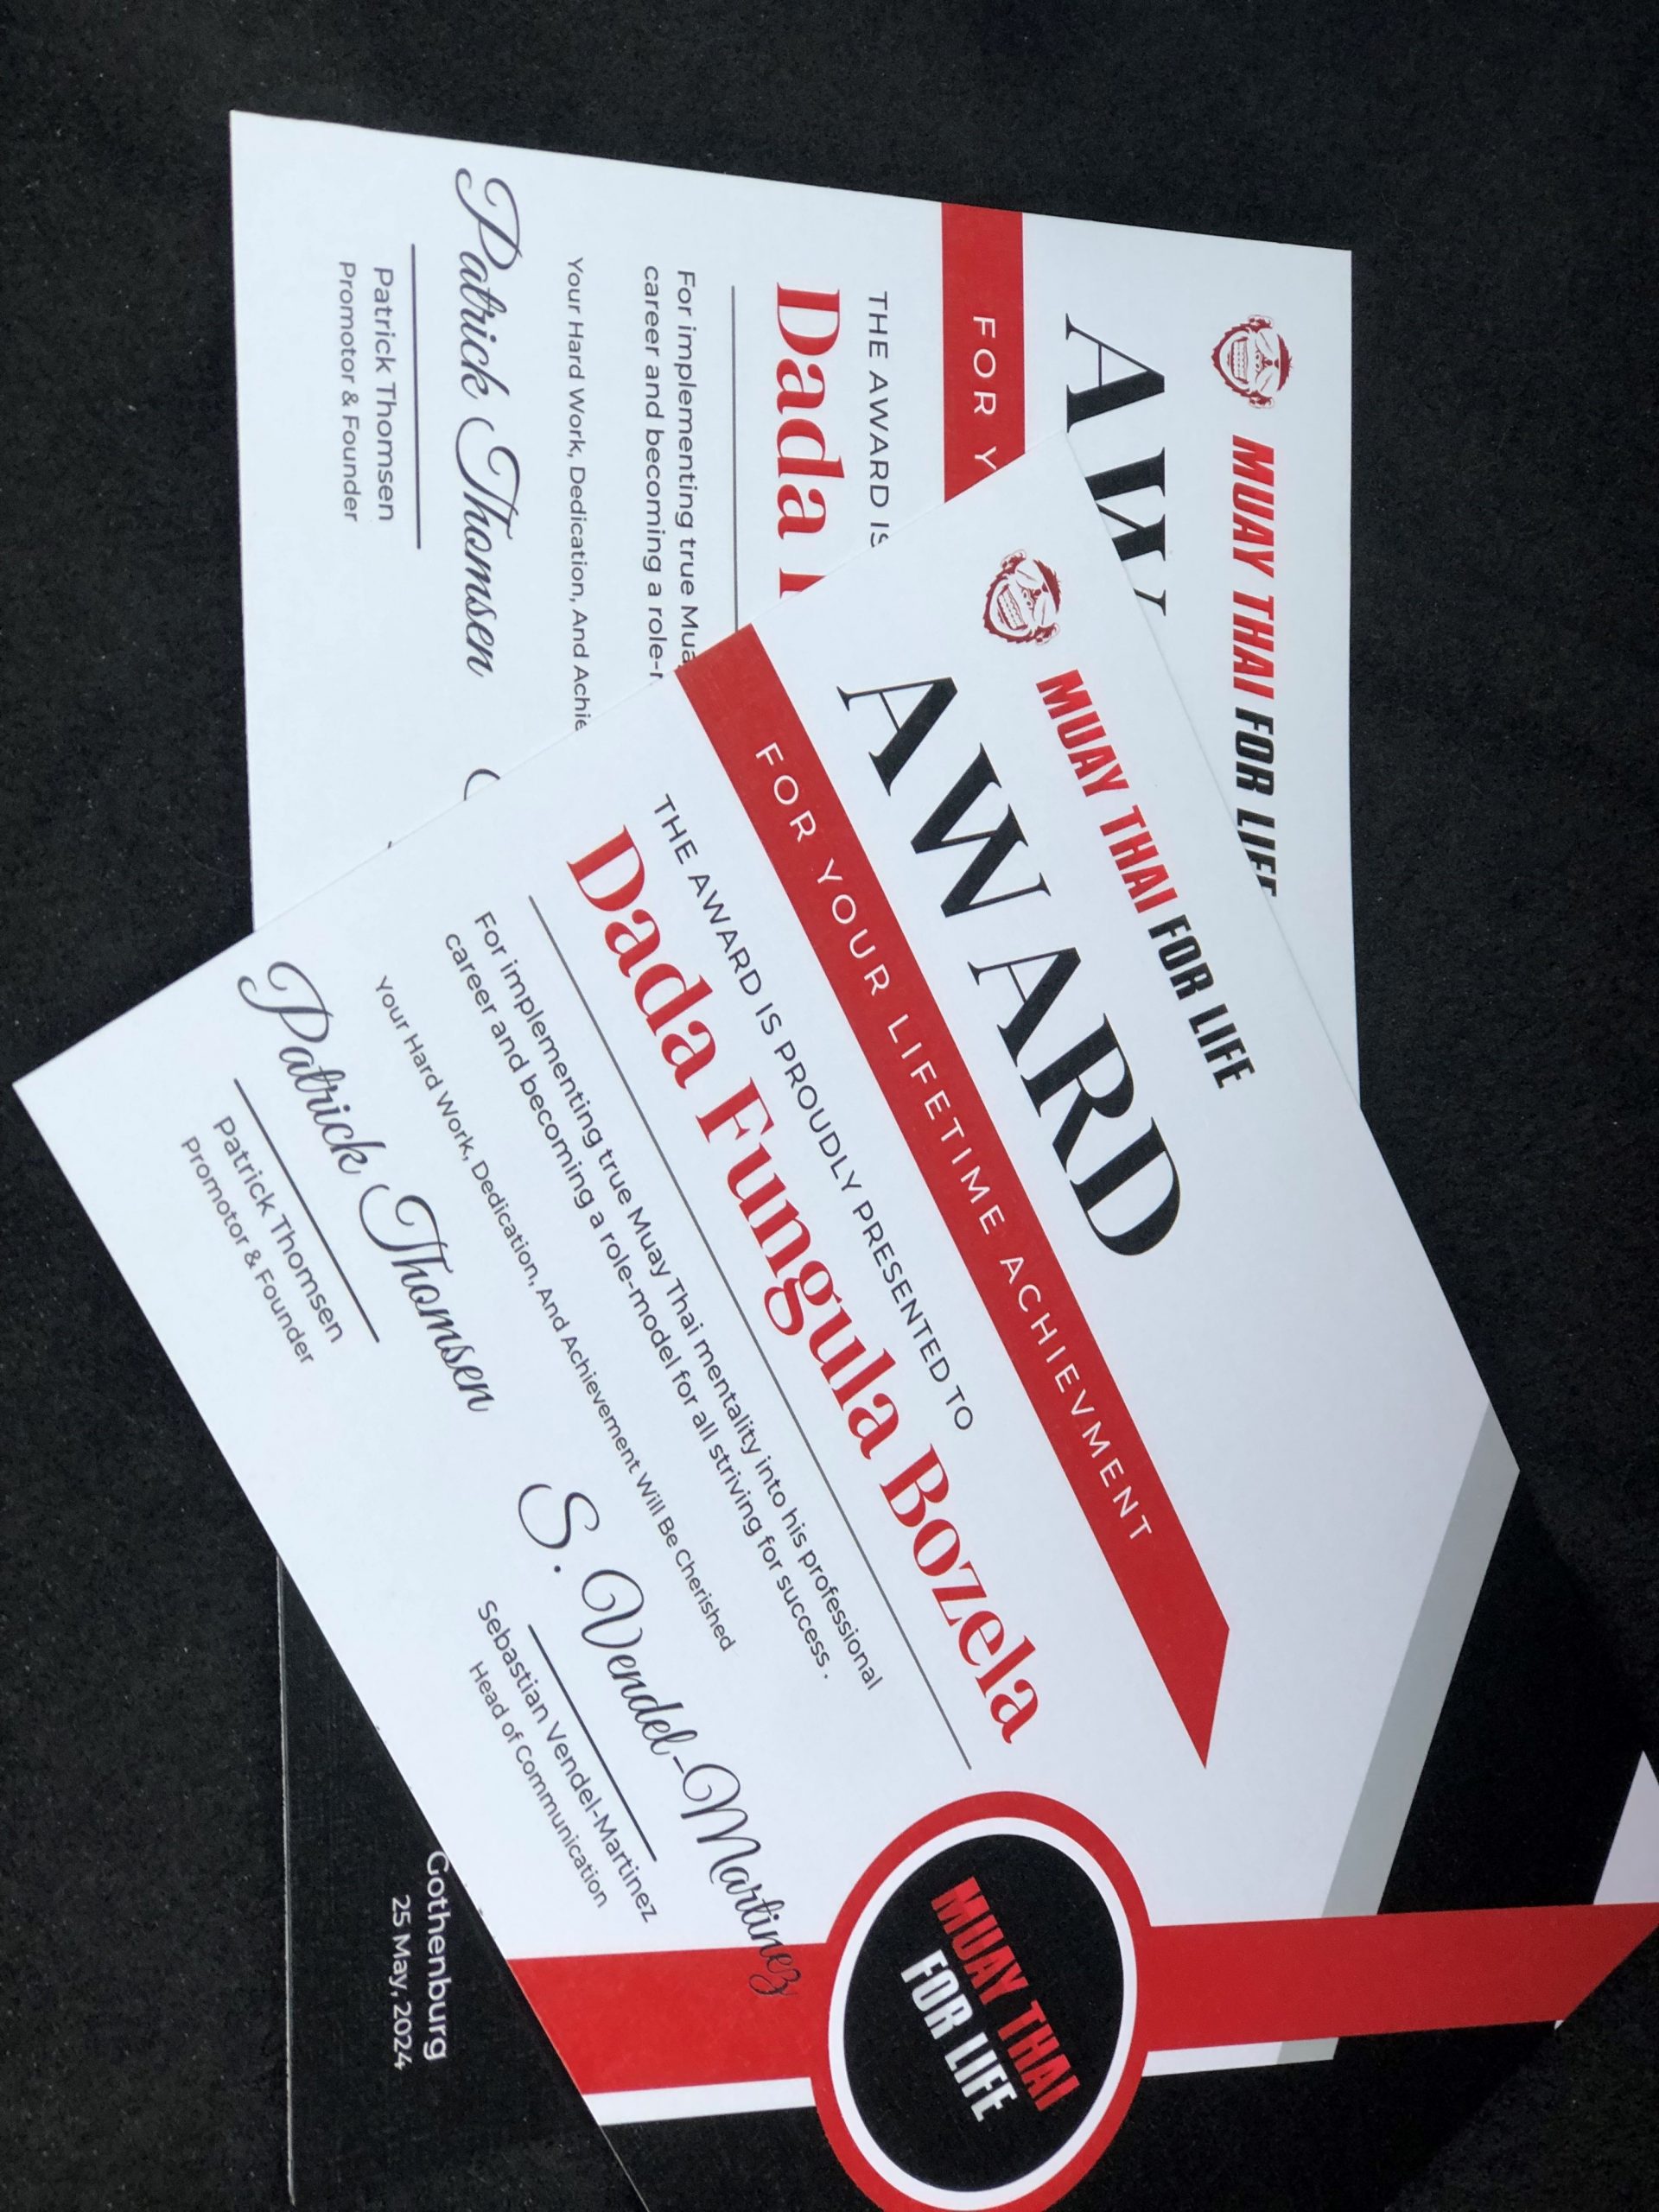 MUAY THAI FOR LIFE
AWARD
FOR YOUR LIFETIME ACHIEVMENT
THE AWARD IS PROUDLY PRESENTED TO
Dada Fungula Bozela
For implementing true Muay Thai mentality into his professional
career and becoming a role-model for all striving for success .
Your Hard Work, Dedication, And Achievement Will Be Cherished
Patrick Thomsen
Patrick Thomsen
Promotor & Founder
S. Vendel-Martinez
Sebastian Vendel-Martinez
Head of Communication
MUAY THAI
FOR LIFE
MUAY THAI FOR LIFE
AW
FOR Y
THE AWARD IS
Dada
For implementing true Mua
career and becoming a role-
Your Hard Work, Dedication, And Achie
Patrick Thomsen
Patrick Thomsen
Promotor & Founder
Gothenburg
25 May, 2024